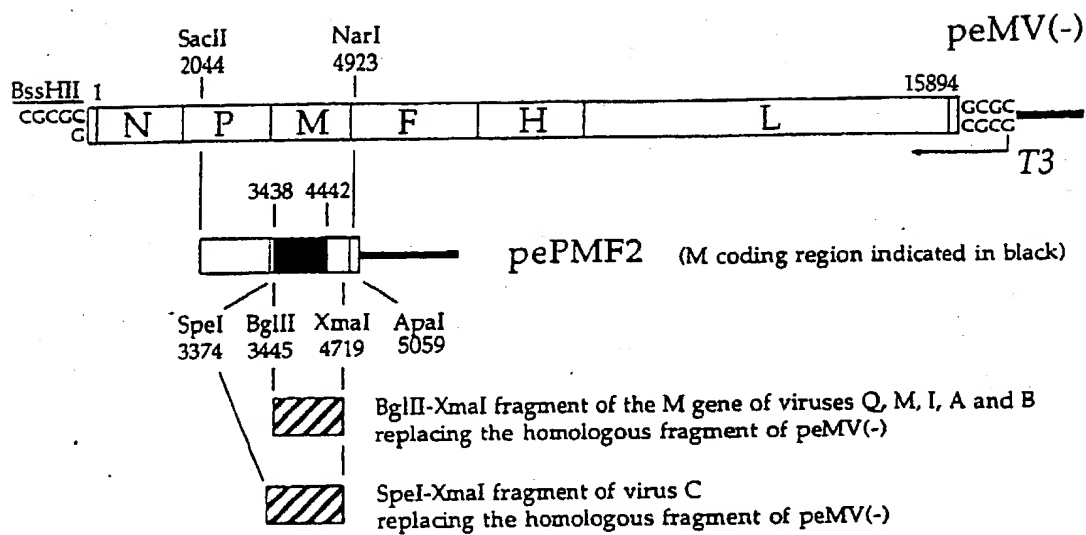 peMV(-)
SacII NarI
2044 4923
BssHII 1 15894
CGCGC N P M F H L GCGC
G CGCG
T3
3438 4442
pePMF2 (M coding region indicated in black)
SpeI BglII XmaI ApaI
3374 3445 4719 5059
BglII-XmaI fragment of the M gene of viruses Q, M, I, A and B
replacing the homologous fragment of peMV(-)
SpeI-XmaI fragment of virus C
replacing the homologous fragment of peMV(-)